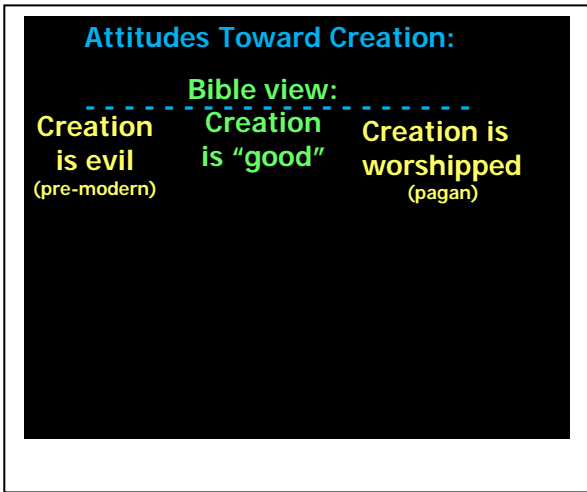 Attitudes Toward Creation:
Bible view:
Creation
is evil
(pre-modern)
Creation
is “good”
Creation is
worshipped
(pagan)